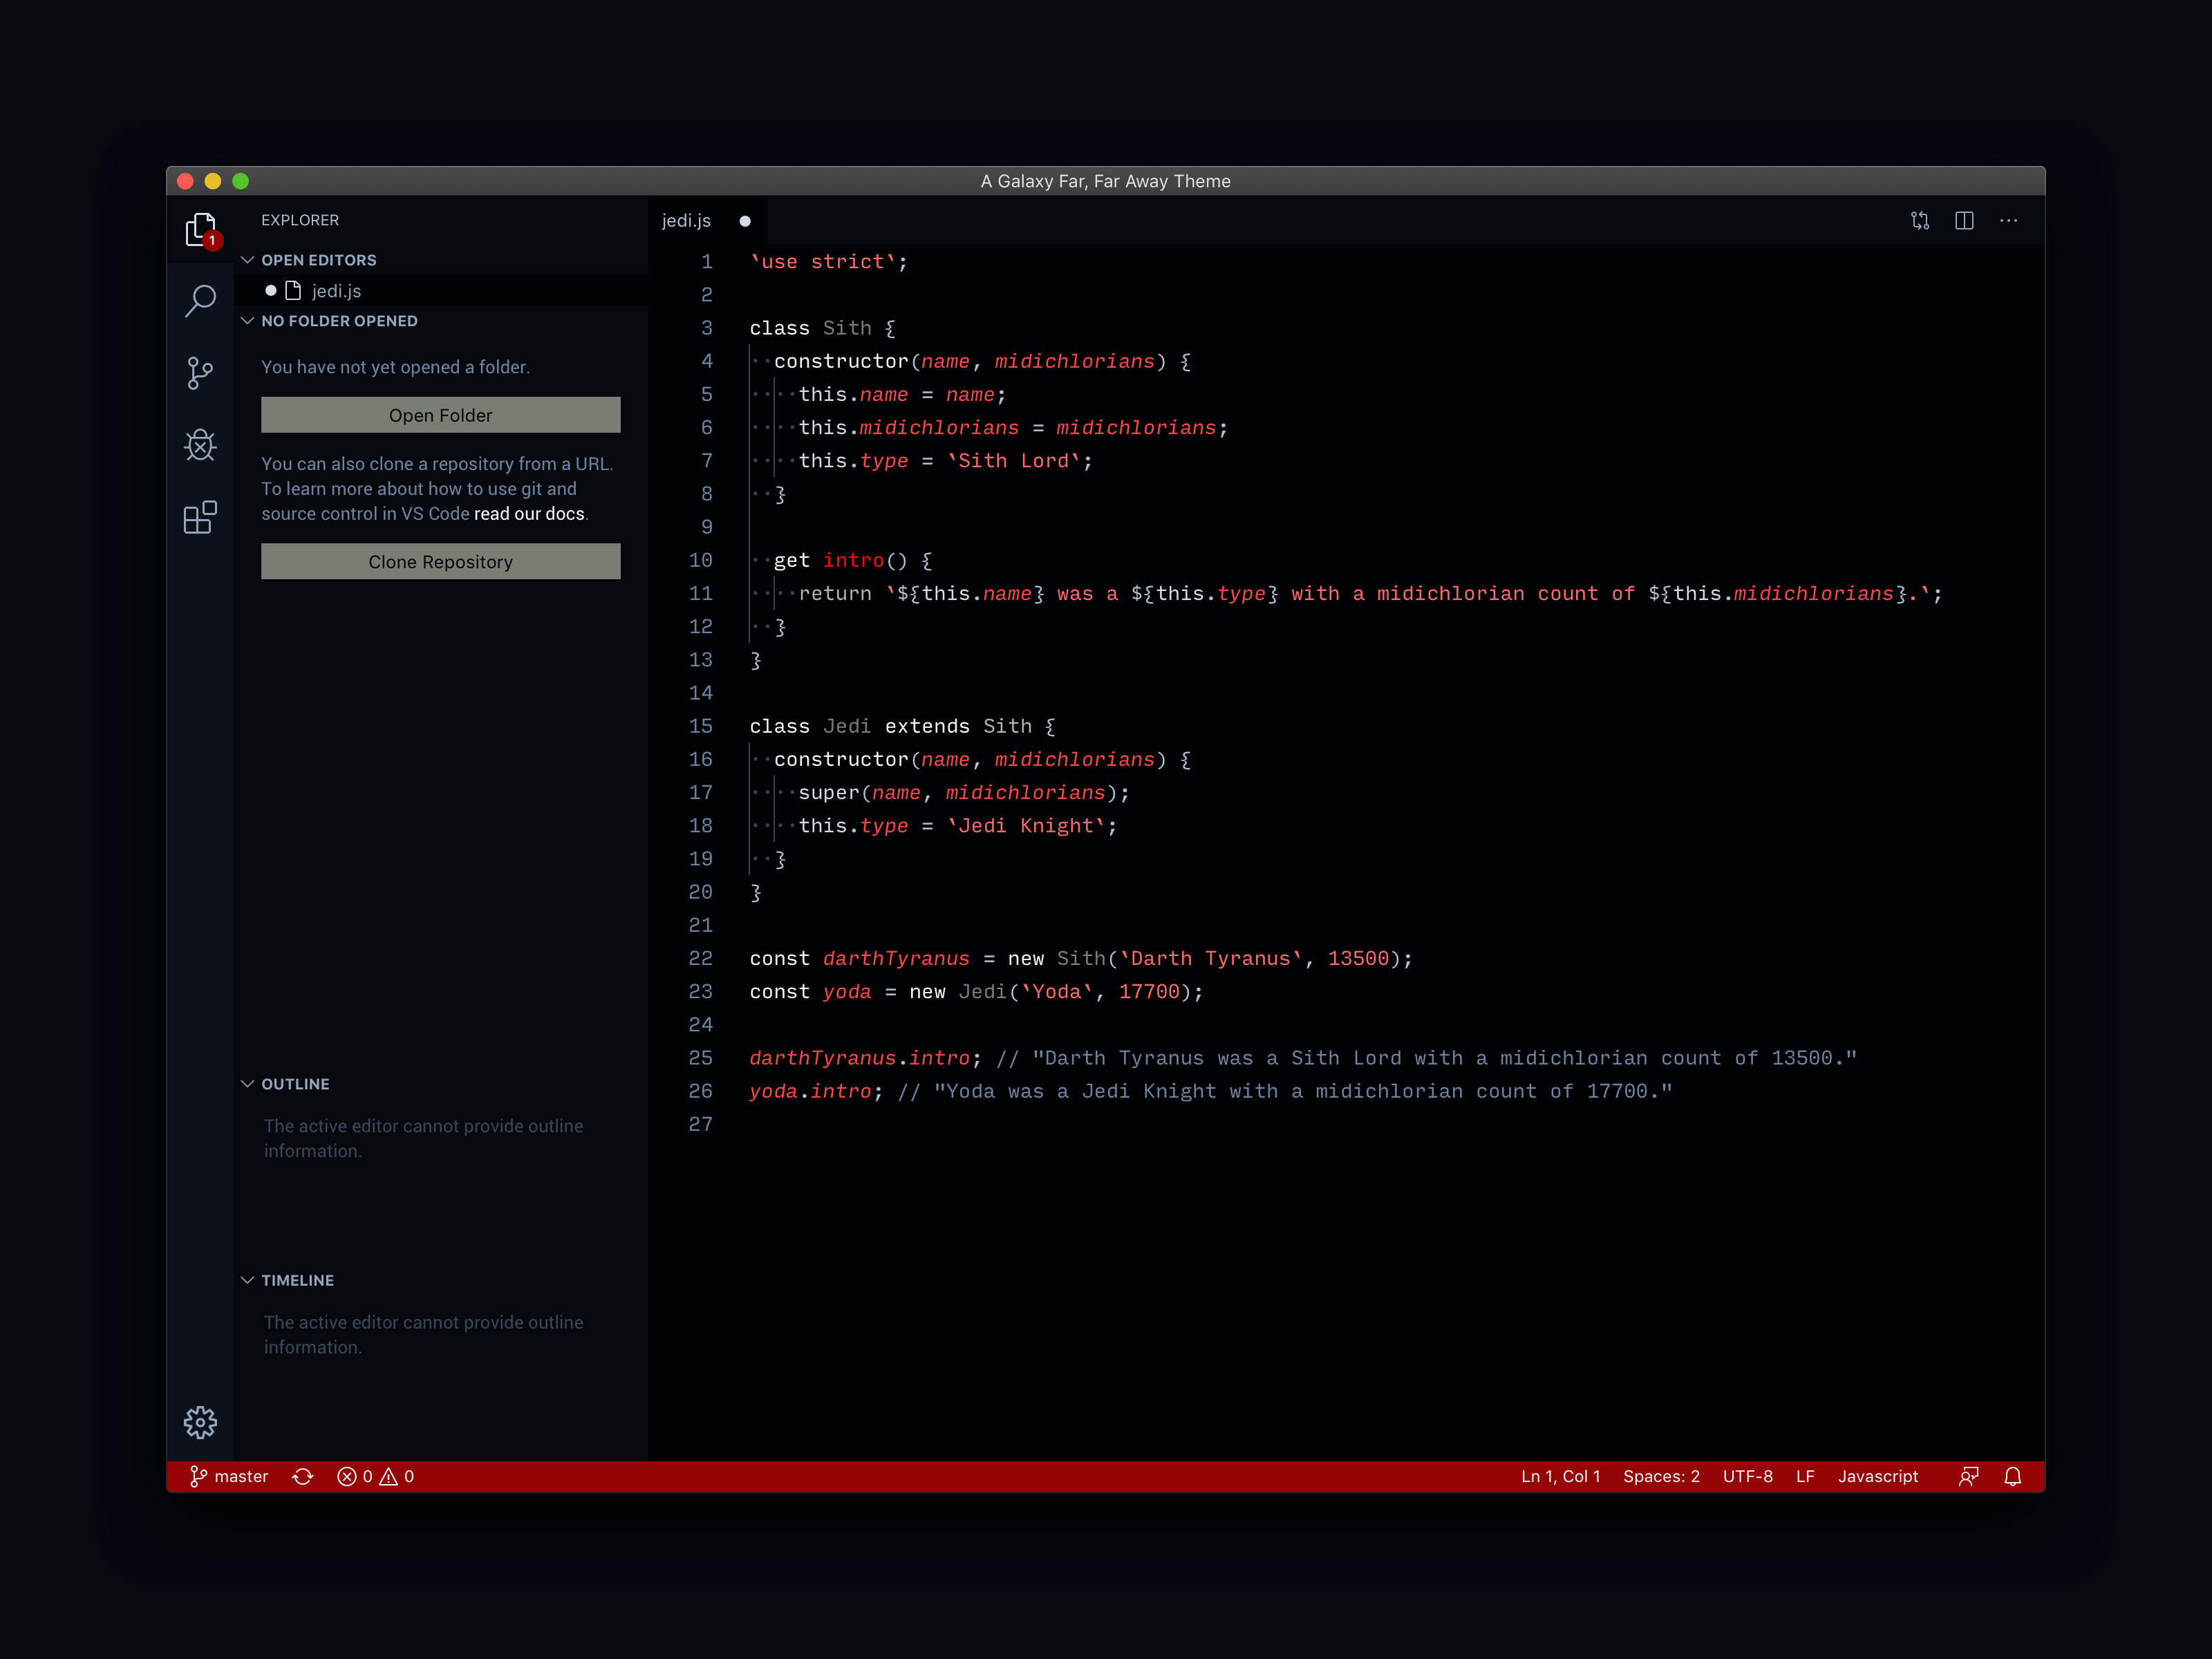 A Galaxy Far, Far Away Theme
1
EXPLORER
OPEN EDITORS
jedi.js
NO FOLDER OPENED
You have not yet opened a folder.
Open Folder
You can also clone a repository from a URL.
To learn more about how to use git and
source control in VS Code read our docs.
Clone Repository
OUTLINE
The active editor cannot provide outline
information.
TIMELINE
The active editor cannot provide outline
information.
jedi.js
1 `use strict`;
2
3 class Sith {
4 constructor(name, midichlorians) {
5 this.name = name;
6 this.midichlorians = midichlorians;
7 this.type = `Sith Lord`;
8 }
9
10 get intro() {
11 return `${this.name} was a ${this.type} with a midichlorian count of ${this.midichlorians}.`;
12 }
13 }
14
15 class Jedi extends Sith {
16 constructor(name, midichlorians) {
17 super(name, midichlorians);
18 this.type = `Jedi Knight`;
19 }
20 }
21
22 const darthTyranus = new Sith(`Darth Tyranus`, 13500);
23 const yoda = new Jedi(`Yoda`, 17700);
24
25 darthTyranus.intro; // "Darth Tyranus was a Sith Lord with a midichlorian count of 13500."
26 yoda.intro; // "Yoda was a Jedi Knight with a midichlorian count of 17700."
27
master 0 0 Ln 1, Col 1 Spaces: 2 UTF-8 LF Javascript